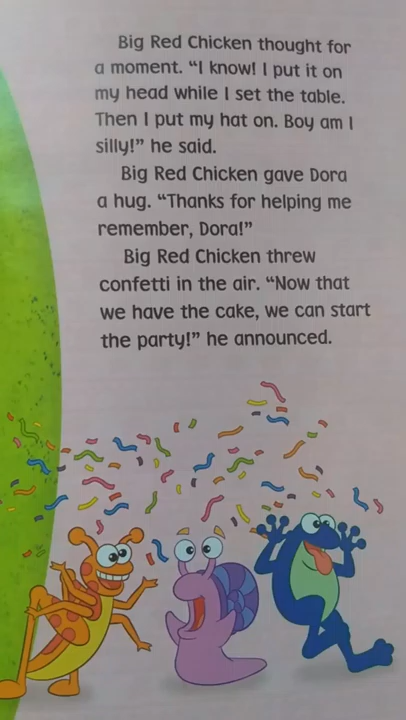 Big Red Chicken thought for
a moment. “I know! I put it on
my head while I set the table.
Then I put my hat on. Boy am I
silly!” he said.
Big Red Chicken gave Dora
a hug. “Thanks for helping me
remember, Dora!”
Big Red Chicken threw
confetti in the air. “Now that
we have the cake, we can start
the party!” he announced.